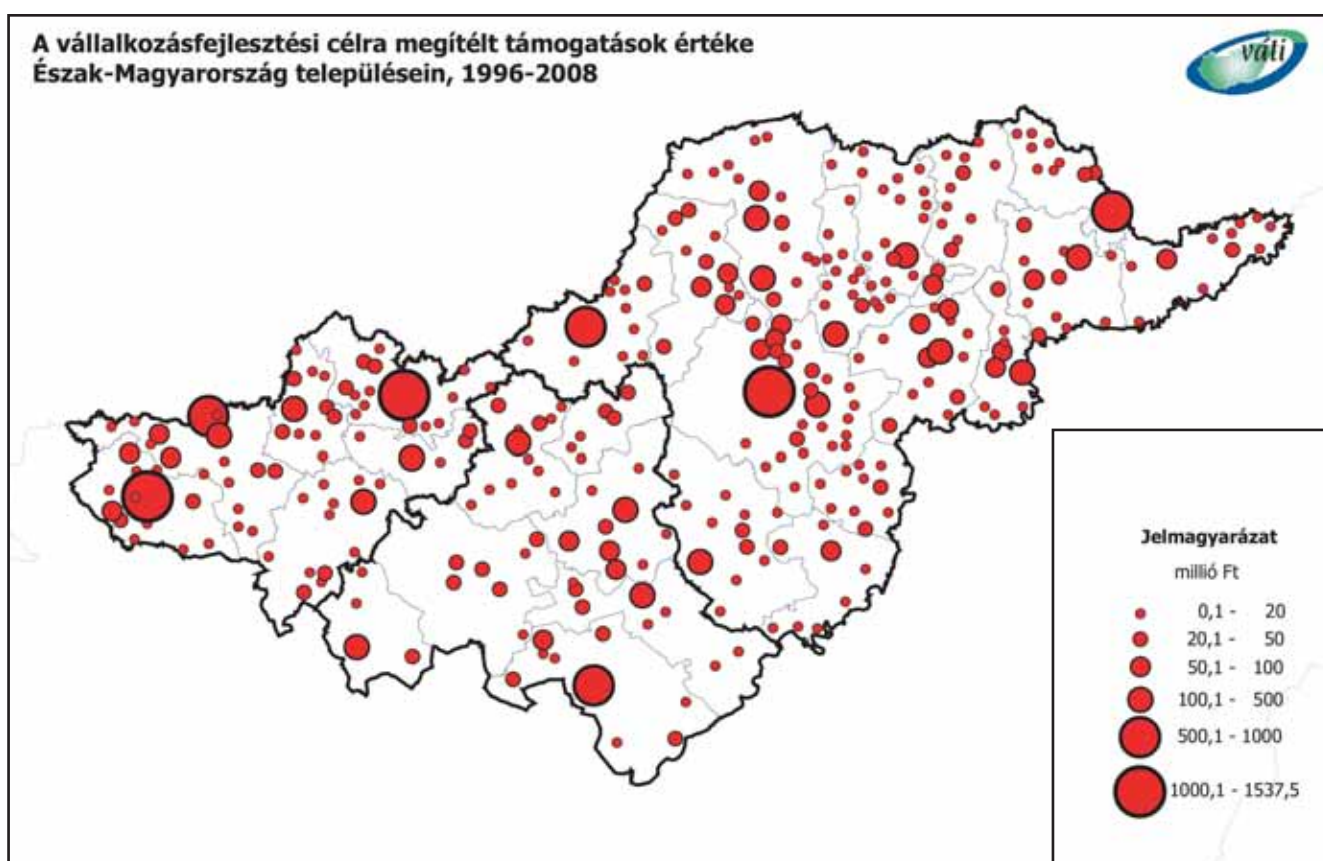 A vállalkozásfejlesztési célra megítélt támogatások értéke
Észak-Magyarország településein, 1996-2008
váti
Jelmagyarázat
millió Ft
0,1 - 20
20,1 - 50
50,1 - 100
100,1 - 500
500,1 - 1000
1000,1 - 1537,5